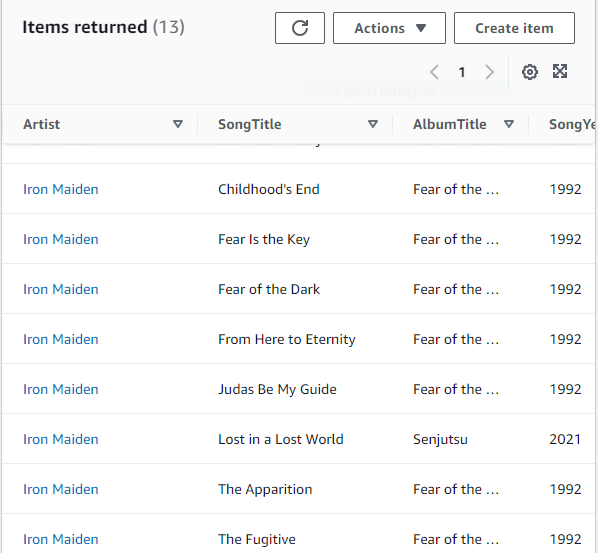 Items returned (13)
Actions
Create item
1
Artist SongTitle AlbumTitle SongYe
Iron Maiden Childhood's End Fear of the ... 1992
Iron Maiden Fear Is the Key Fear of the ... 1992
Iron Maiden Fear of the Dark Fear of the ... 1992
Iron Maiden From Here to Eternity Fear of the ... 1992
Iron Maiden Judas Be My Guide Fear of the ... 1992
Iron Maiden Lost in a Lost World Senjutsu 2021
Iron Maiden The Apparition Fear of the ... 1992
Iron Maiden The Fugitive Fear of the ... 1992